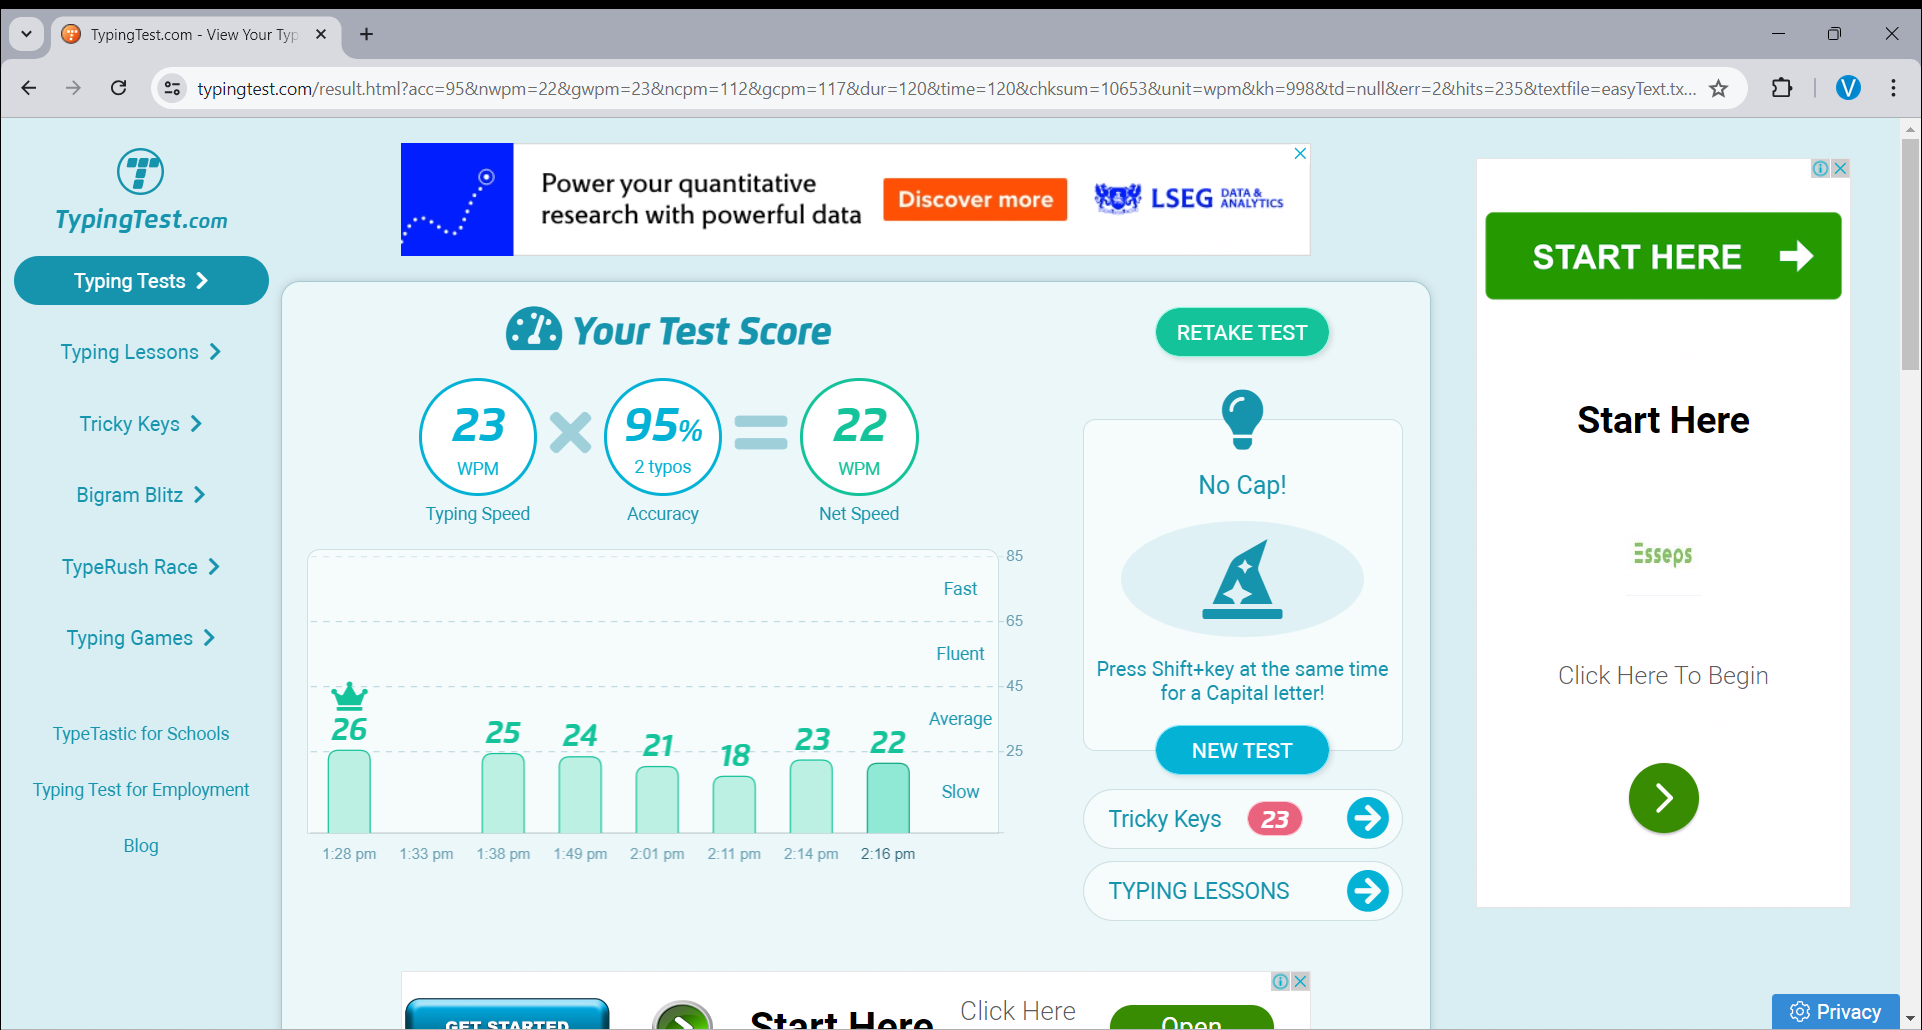 TypingTest.com - View Your Typ
typingtest.com/result.html?acc=95&nwpm=22&gwpm=23&ncpm=112&gcpm=117&dur=120&time=120&chksum=10653&unit=wpm&kh=998&td=null&err=2&hits=235&textfile=easyText.tx...
V
TypingTest.com
Typing Tests
Typing Lessons
Tricky Keys
Bigram Blitz
TypeRush Race
Typing Games
TypeTastic for Schools
Typing Test for Employment
Blog
Power your quantitative
research with powerful data
Discover more
LSEG DATA &
ANALYTICS
Your Test Score
23
WPM
Typing Speed
95%
2 typos
Accuracy
22
WPM
Net Speed
85
Fast
65
Fluent
45
Average
25
Slow
26
25
24
21
18
23
22
1:28 pm
1:33 pm
1:38 pm
1:49 pm
2:01 pm
2:11 pm
2:14 pm
2:16 pm
RETAKE TEST
No Cap!
Press Shift+key at the same time
for a Capital letter!
NEW TEST
Tricky Keys 23
TYPING LESSONS
START HERE
Start Here
Esseps
Click Here To Begin
GET STARTED
Start Here
Click Here
Open
Privacy